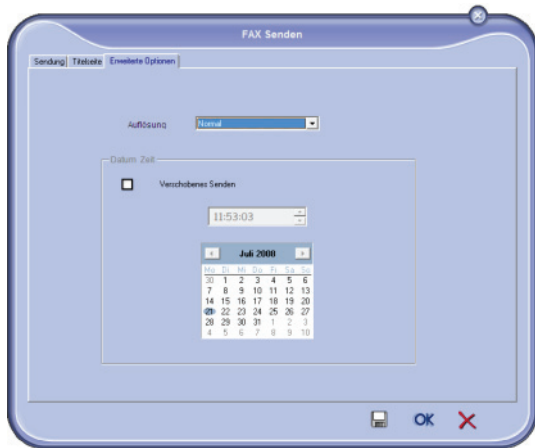 FAX Senden
Sendung Titelseite Erweiterte Optionen
Auflösung Normal
Datum Zeit
Verschobenes Senden
11:53:03
Juli 2008
Mo Di Mi Do Fr Sa So
30 1 2 3 4 5 6
7 8 9 10 11 12 13
14 15 16 17 18 19 20
21 22 23 24 25 26 27
28 29 30 31 1 2 3
4 5 6 7 8 9 10
OK